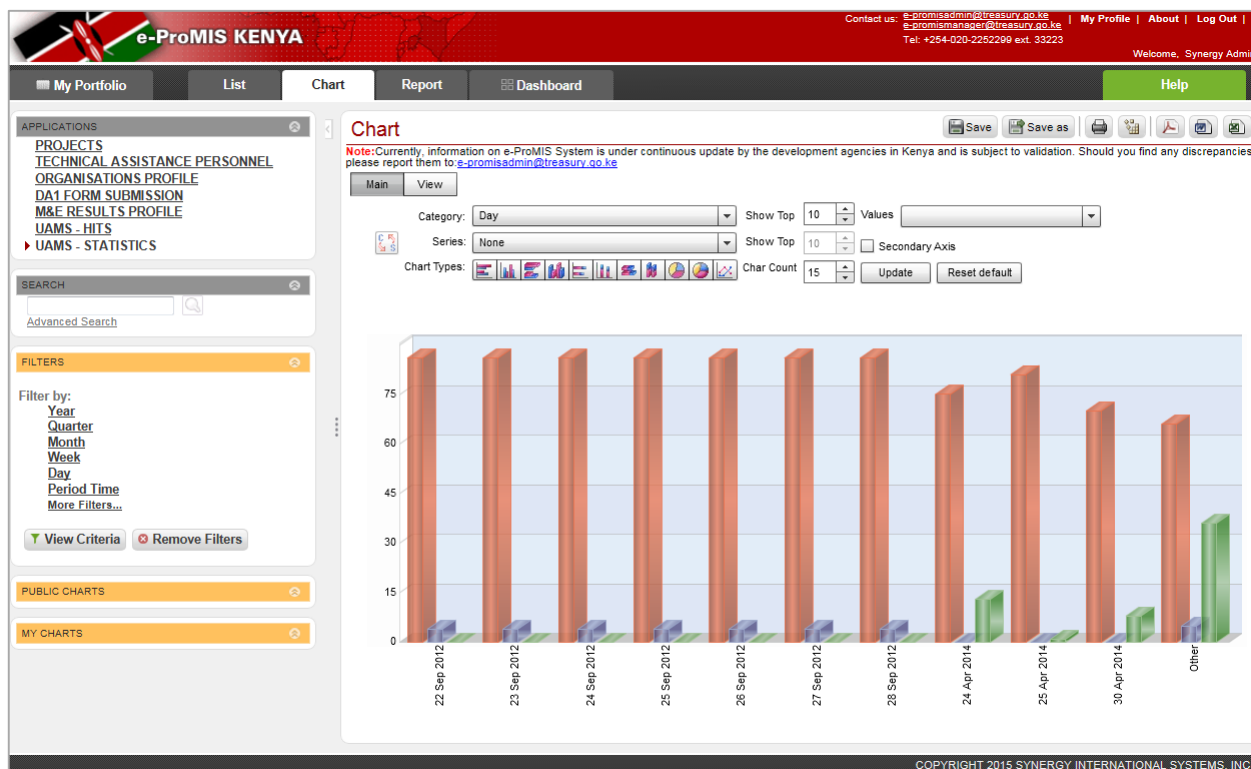 e-ProMIS KENYA
Contact us: e-promisadmin@treasury.go.ke | My Profile | About | Log Out |
e-promismanager@treasury.go.ke
Tel: +254-020-2252299 ext. 33223
Welcome, Synergy Admi
My Portfolio List Chart Report Dashboard Help
APPLICATIONS
PROJECTS
TECHNICAL ASSISTANCE PERSONNEL
ORGANISATIONS PROFILE
DA1 FORM SUBMISSION
M&E RESULTS PROFILE
UAMS - HITS
UAMS - STATISTICS
SEARCH
Advanced Search
FILTERS
Filter by:
Year
Quarter
Month
Week
Day
Period Time
More Filters...
View Criteria Remove Filters
PUBLIC CHARTS
MY CHARTS
Chart
Save Save as
Note:Currently, information on e-ProMIS System is under continuous update by the development agencies in Kenya and is subject to validation. Should you find any discrepancies
please report them to:e-promisadmin@treasury.go.ke
Main View
Category: Day Show Top 10 Values
Series: None Show Top 10 Secondary Axis
Chart Types: Char Count 15 Update Reset default
75
60
45
30
15
0
22 Sep 2012
23 Sep 2012
24 Sep 2012
25 Sep 2012
26 Sep 2012
27 Sep 2012
28 Sep 2012
24 Apr 2014
25 Apr 2014
30 Apr 2014
Other
COPYRIGHT 2015 SYNERGY INTERNATIONAL SYSTEMS, INC